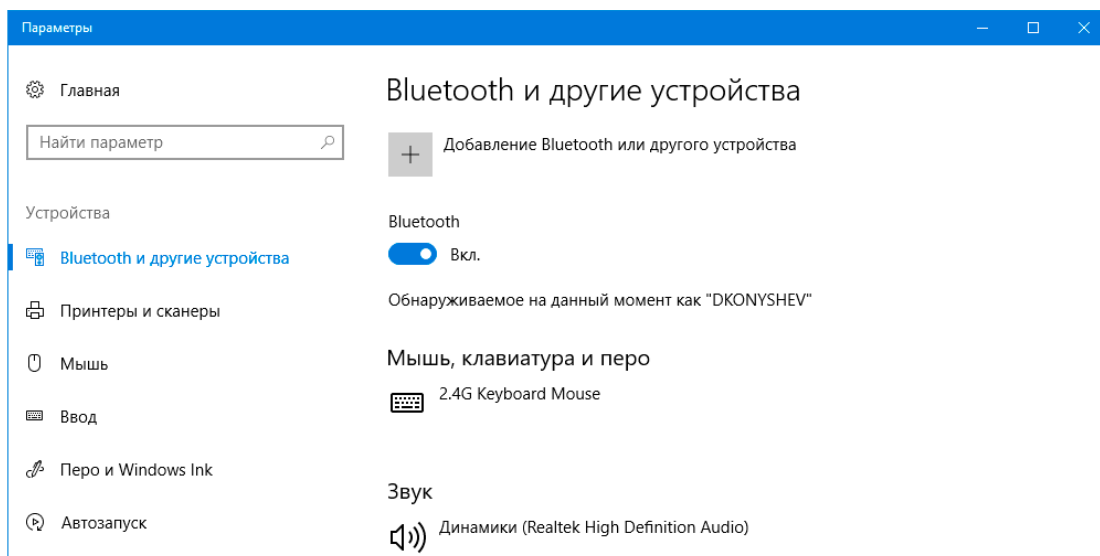 Параметры
Главная
Найти параметр
Устройства
Bluetooth и другие устройства
Принтеры и сканеры
Мышь
Ввод
Перо и Windows Ink
Автозапуск
Bluetooth и другие устройства
Добавление Bluetooth или другого устройства
Bluetooth
Вкл.
Обнаруживаемое на данный момент как "DKONYSHEV"
Мышь, клавиатура и перо
2.4G Keyboard Mouse
Звук
Динамики (Realtek High Definition Audio)